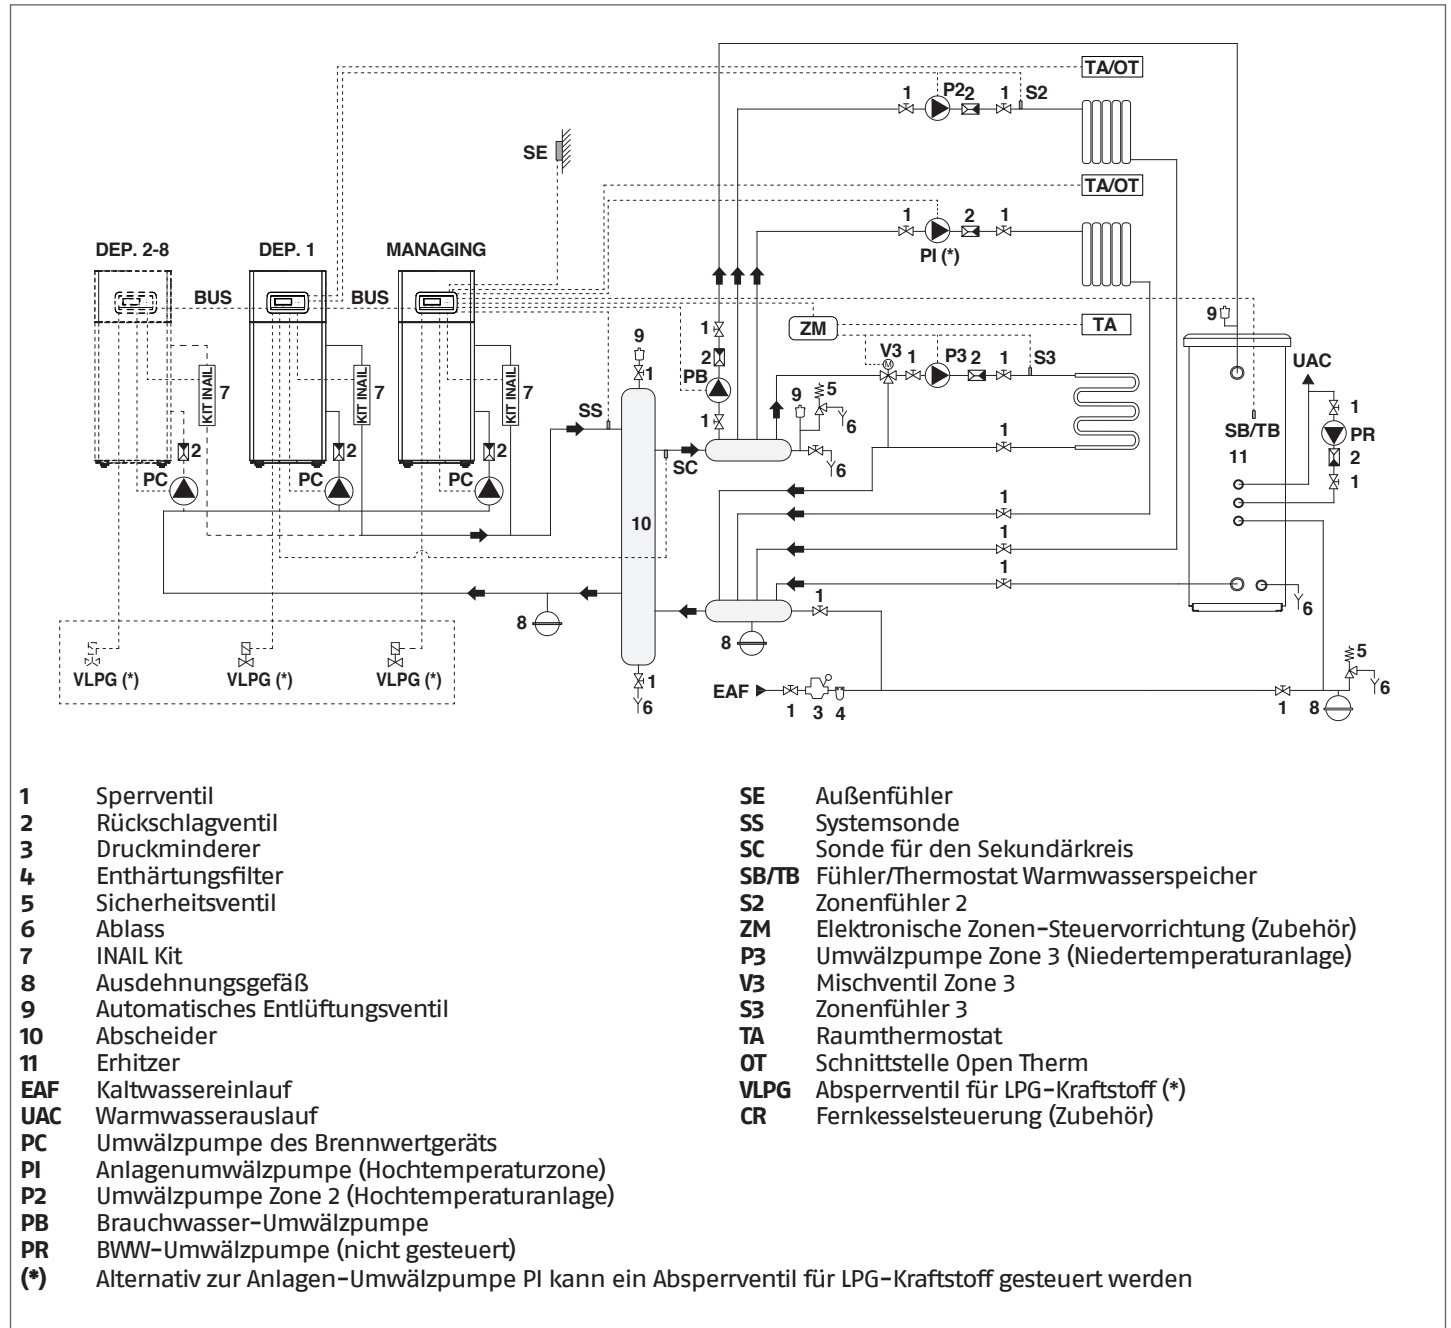 TA/OT
1 P2 2 1 S2
SE
TA/OT
1 2 1
PI (*)
DEP. 2-8 DEP. 1 MANAGING
BUS BUS
9
ZM TA
1
9
V3 1 P3 2 1 S3
UAC
2
PB
1
KIT INAIL 7 KIT INAIL 7 KIT INAIL 7
9 5
6
SS
1
1
1
PR
SB/TB
11
2
1
2 2 2
SC
6
PC PC PC
10
1
1
1
1
6
8
8
VLPG (*) VLPG (*) VLPG (*)
1
6
EAF
1 3 4
1 8
5
6
1 Sperrventil
2 Rückschlagventil
3 Druckminderer
4 Enthärtungsfilter
5 Sicherheitsventil
6 Ablass
7 INAIL Kit
8 Ausdehnungsgefäß
9 Automatisches Entlüftungsventil
10 Abscheider
11 Erhitzer
EAF Kaltwassereinlauf
UAC Warmwasserauslauf
PC Umwälzpumpe des Brennwertgeräts
PI Anlagenumwälzpumpe (Hochtemperaturzone)
P2 Umwälzpumpe Zone 2 (Hochtemperaturanlage)
PB Brauchwasser-Umwälzpumpe
PR BWW-Umwälzpumpe (nicht gesteuert)
(*) Alternativ zur Anlagen-Umwälzpumpe PI kann ein Absperrventil für LPG-Kraftstoff gesteuert werden
SE Außenfühler
SS Systemsonde
SC Sonde für den Sekundärkreis
SB/TB Fühler/Thermostat Warmwasserspeicher
S2 Zonenfühler 2
ZM Elektronische Zonen-Steuervorrichtung (Zubehör)
P3 Umwälzpumpe Zone 3 (Niedertemperaturanlage)
V3 Mischventil Zone 3
S3 Zonenfühler 3
TA Raumthermostat
OT Schnittstelle Open Therm
VLPG Absperrventil für LPG-Kraftstoff (*)
CR Fernkesselsteuerung (Zubehör)